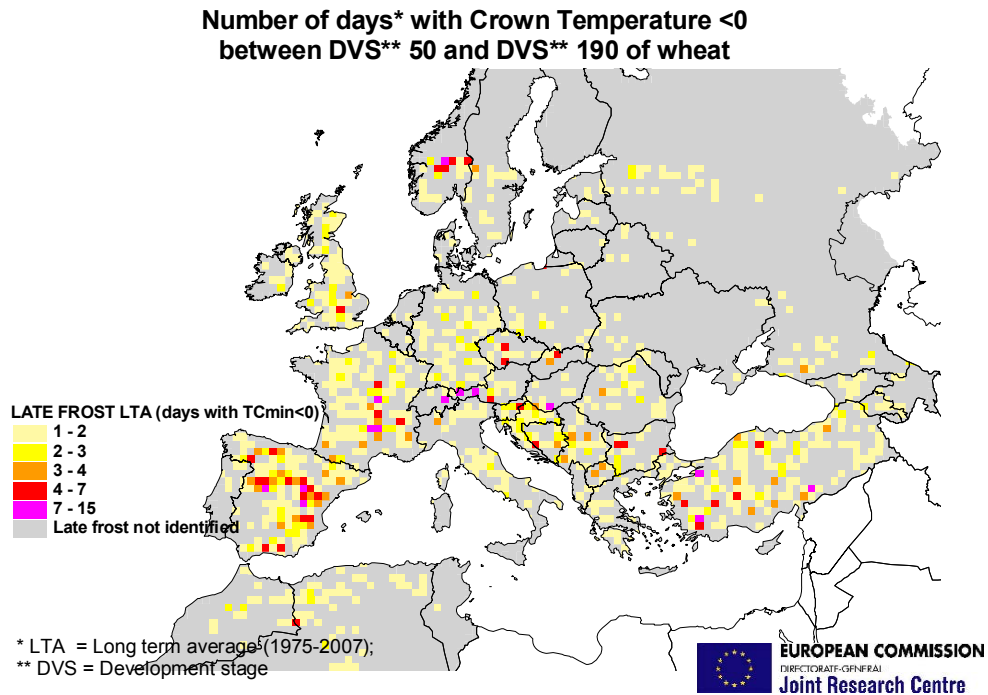 Number of days* with Crown Temperature <0
between DVS** 50 and DVS** 190 of wheat
LATE FROST LTA (days with TCmin<0)
1 - 2
2 - 3
3 - 4
4 - 7
7 - 15
Late frost not identified
* LTA = Long term average (1975-2007);
** DVS = Development stage
EUROPEAN COMMISSION
DIRECTORATE-GENERAL
Joint Research Centre